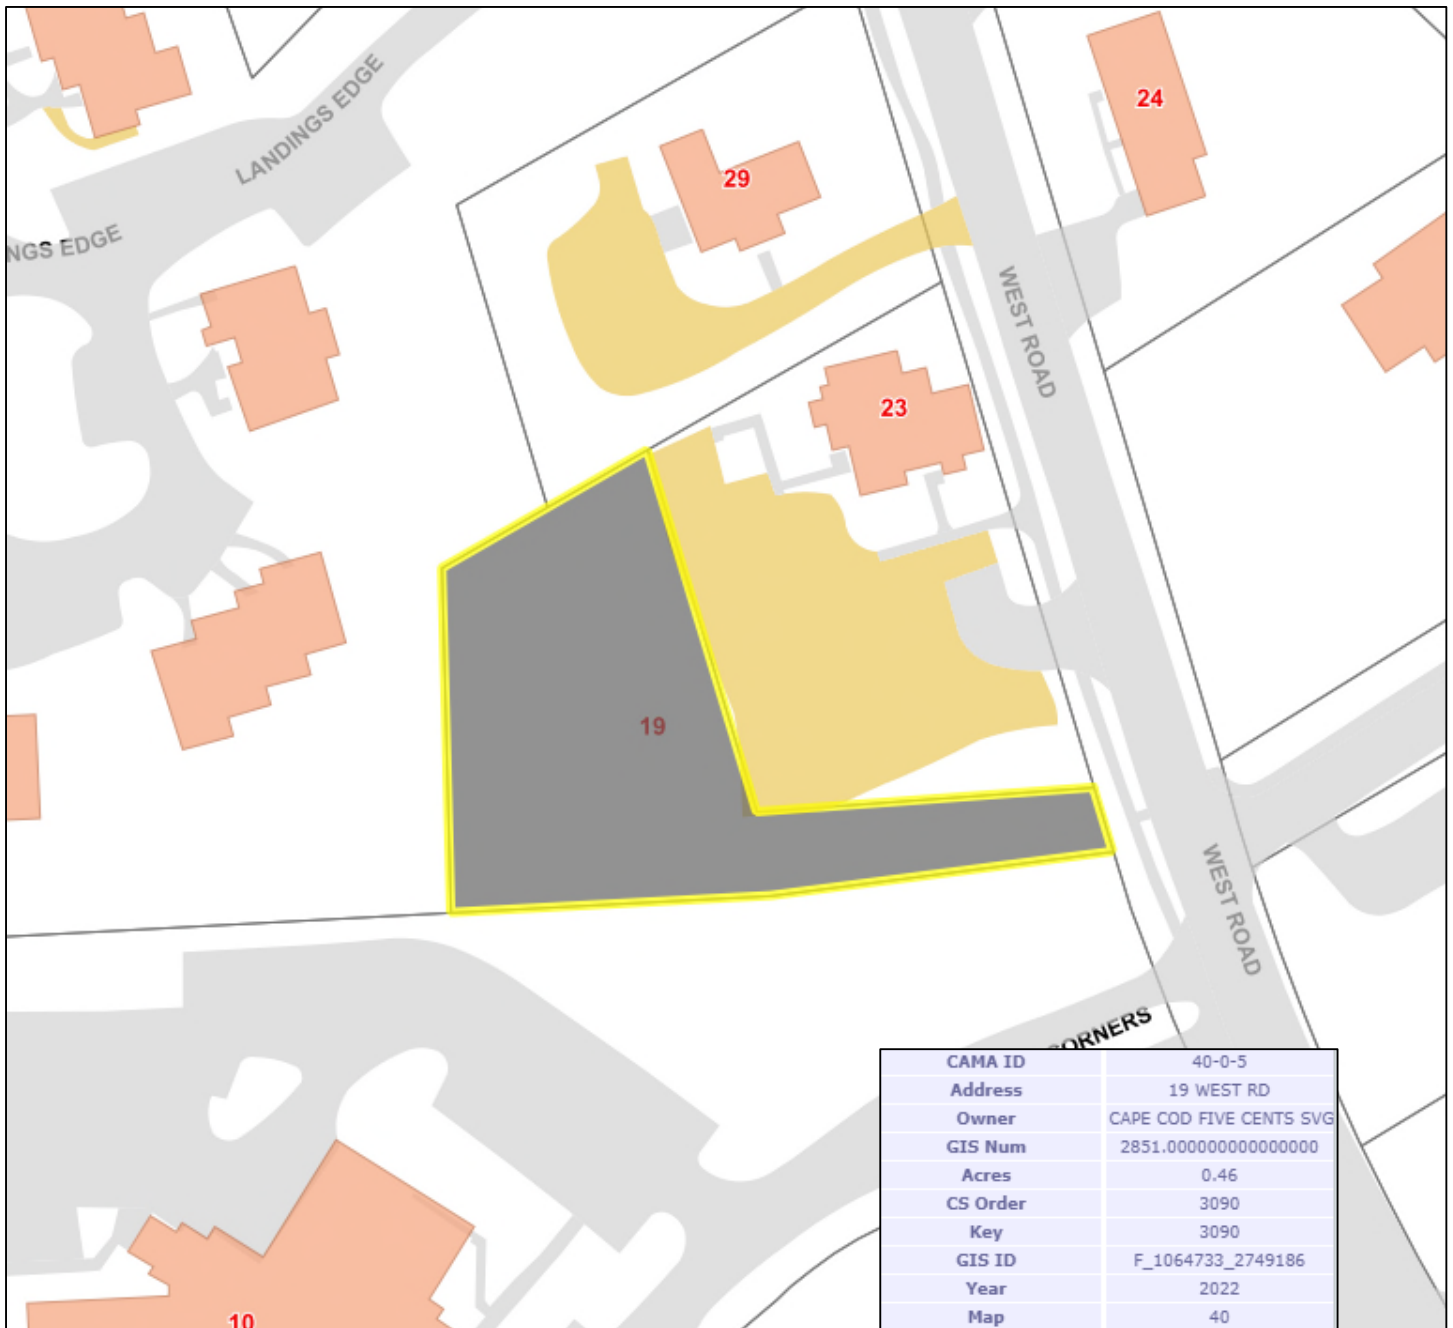 LANDINGS EDGE
24
29
NGS EDGE
WEST ROAD
23
19
WEST ROAD
CORNERS
CAMA ID 40-0-5
Address 19 WEST RD
Owner CAPE COD FIVE CENTS SVG
GIS Num 2851.000000000000000
Acres 0.46
CS Order 3090
Key 3090
GIS ID F_1064733_2749186
Year 2022
Map 40
10